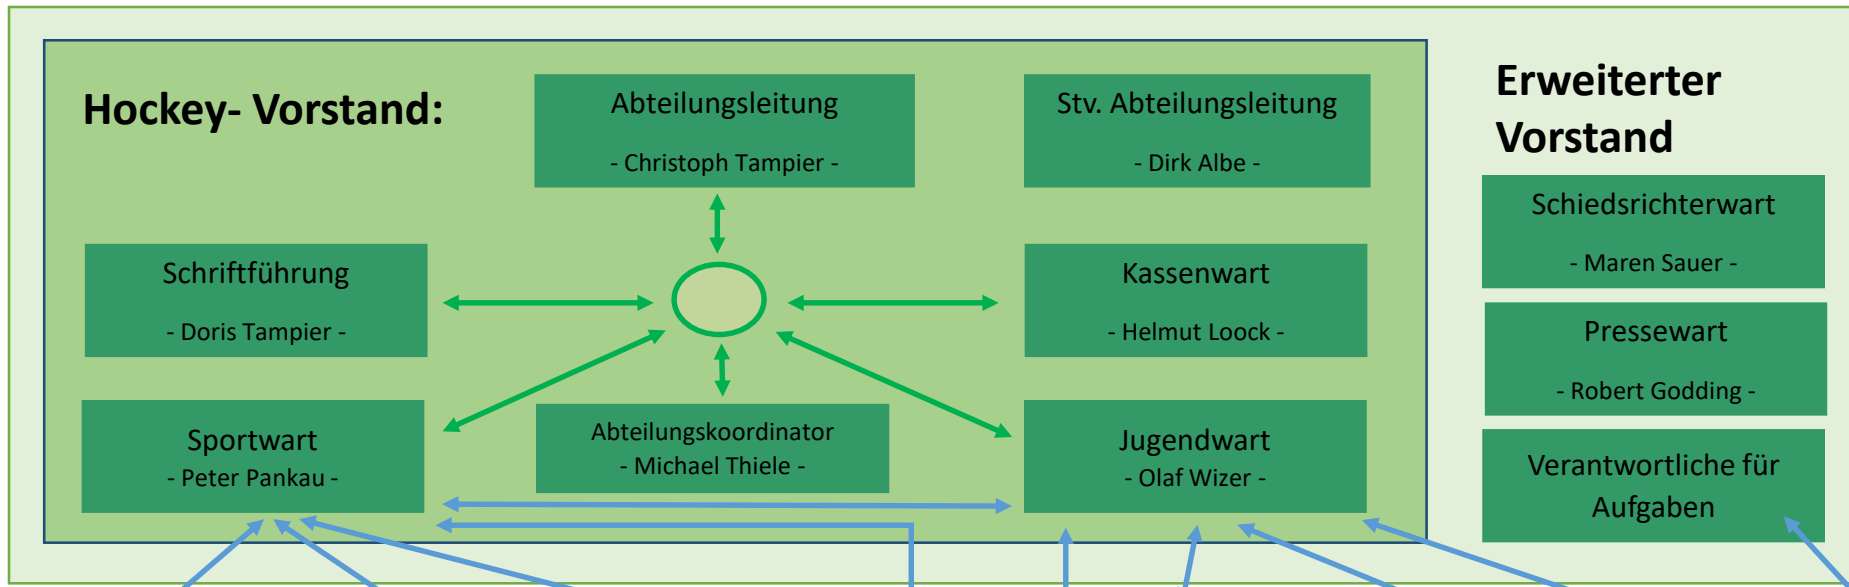 Hockey- Vorstand:
Abteilungsleitung
- Christoph Tampier -
Stv. Abteilungsleitung
- Dirk Albe -
Schriftführung
- Doris Tampier -
Kassenwart
- Helmut Loock -
Sportwart
- Peter Pankau -
Abteilungskoordinator
- Michael Thiele -
Jugendwart
- Olaf Wizer -
Erweiterter
Vorstand
Schiedsrichterwart
- Maren Sauer -
Pressewart
- Robert Godding -
Verantwortliche für
Aufgaben